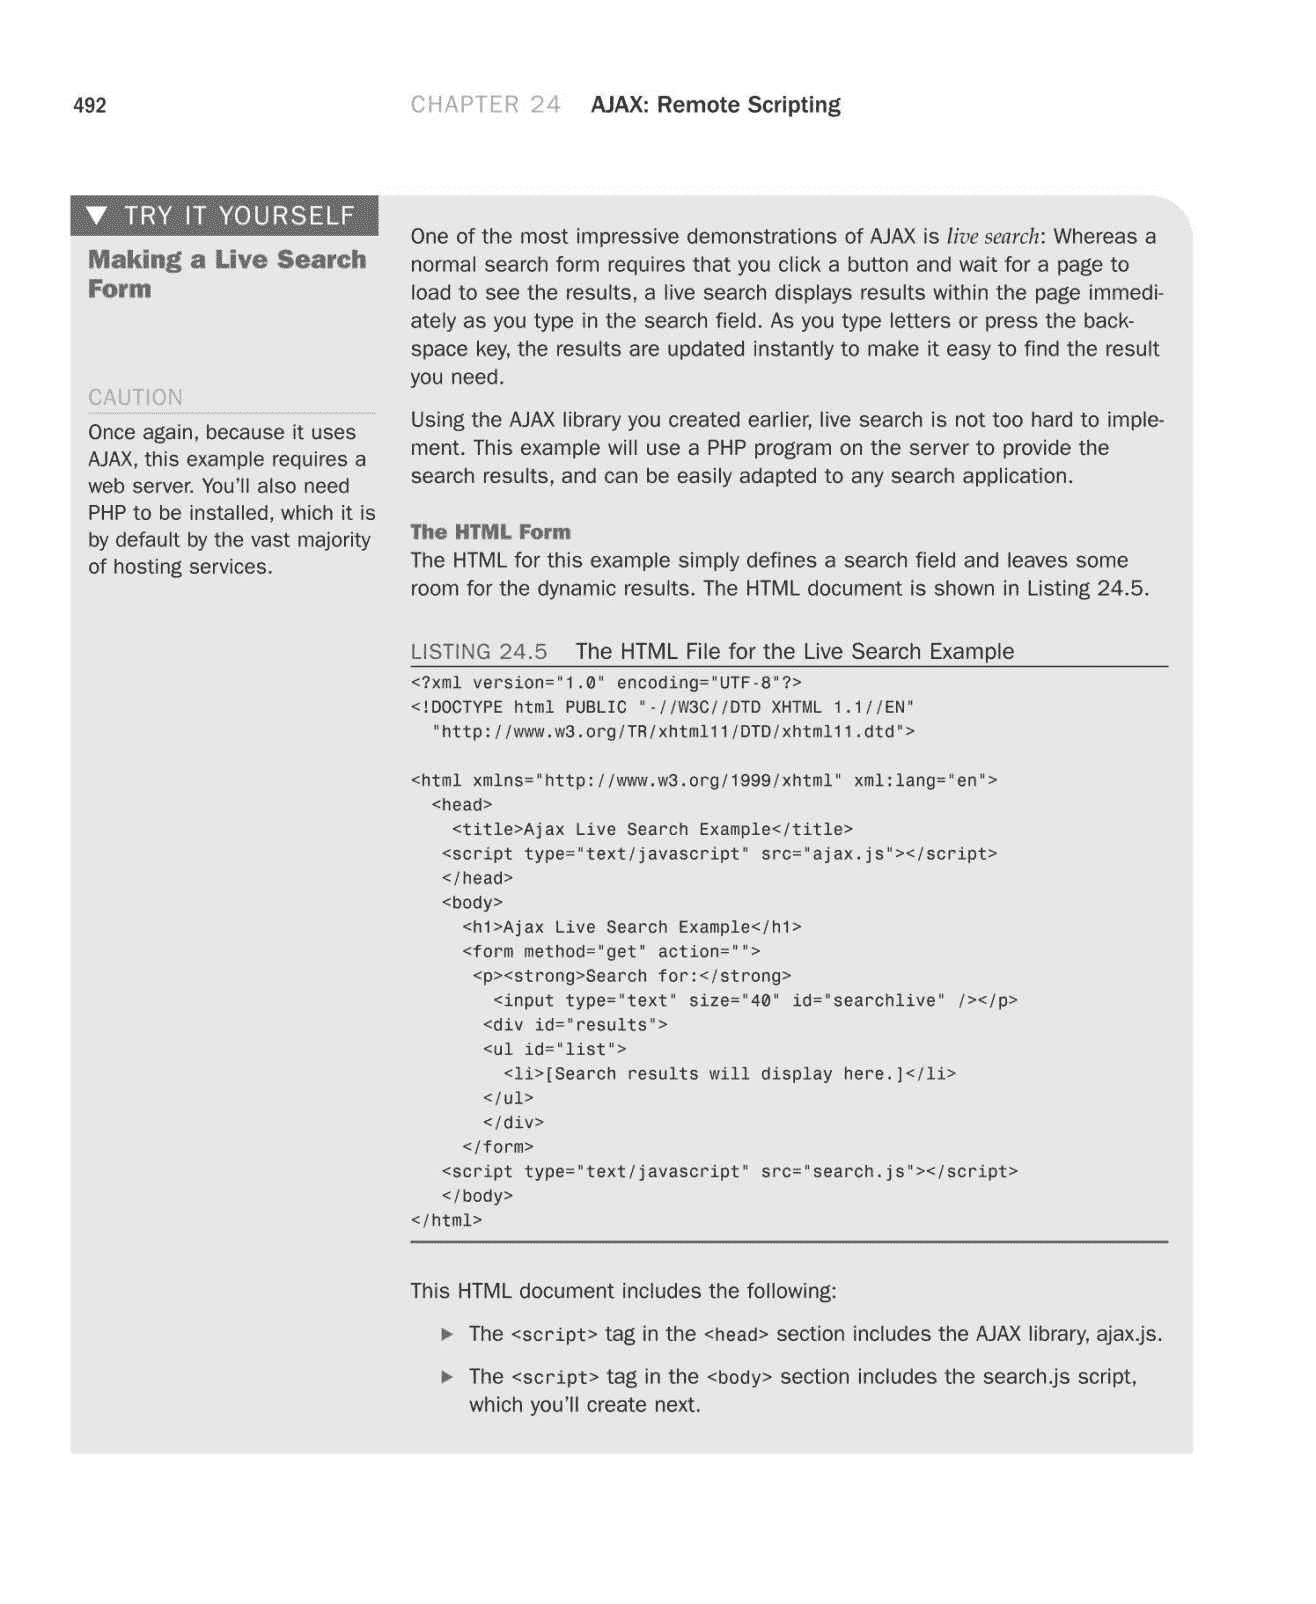 492
CHAPTER 24 AJAX: Remote Scripting
▼ TRY IT YOURSELF
Making a Live Search
Form
CAUTION
Once again, because it uses
AJAX, this example requires a
web server. You'll also need
PHP to be installed, which it is
by default by the vast majority
of hosting services.
One of the most impressive demonstrations of AJAX is live search: Whereas a
normal search form requires that you click a button and wait for a page to
load to see the results, a live search displays results within the page immedi-
ately as you type in the search field. As you type letters or press the back-
space key, the results are updated instantly to make it easy to find the result
you need.
Using the AJAX library you created earlier, live search is not too hard to imple-
ment. This example will use a PHP program on the server to provide the
search results, and can be easily adapted to any search application.
The HTML Form
The HTML for this example simply defines a search field and leaves some
room for the dynamic results. The HTML document is shown in Listing 24.5.
LISTING 24.5 The HTML File for the Live Search Example
<?xml version="1.0" encoding="UTF-8"?>
<!DOCTYPE html PUBLIC "-//W3C//DTD XHTML 1.1//EN"
"http://www.w3.org/TR/xhtml11/DTD/xhtml11.dtd">
<html xmlns="http://www.w3.org/1999/xhtml" xml:lang="en">
<head>
<title>Ajax Live Search Example</title>
<script type="text/javascript" src="ajax.js"></script>
</head>
<body>
<h1>Ajax Live Search Example</h1>
<form method="get" action="">
<p><strong>Search for:</strong>
<input type="text" size="40" id="searchlive" /></p>
<div id="results">
<ul id="list">
<li>[Search results will display here.]</li>
</ul>
</div>
</form>
<script type="text/javascript" src="search.js"></script>
</body>
</html>
This HTML document includes the following:
▶ The <script> tag in the <head> section includes the AJAX library, ajax.js.
▶ The <script> tag in the <body> section includes the search.js script,
which you'll create next.